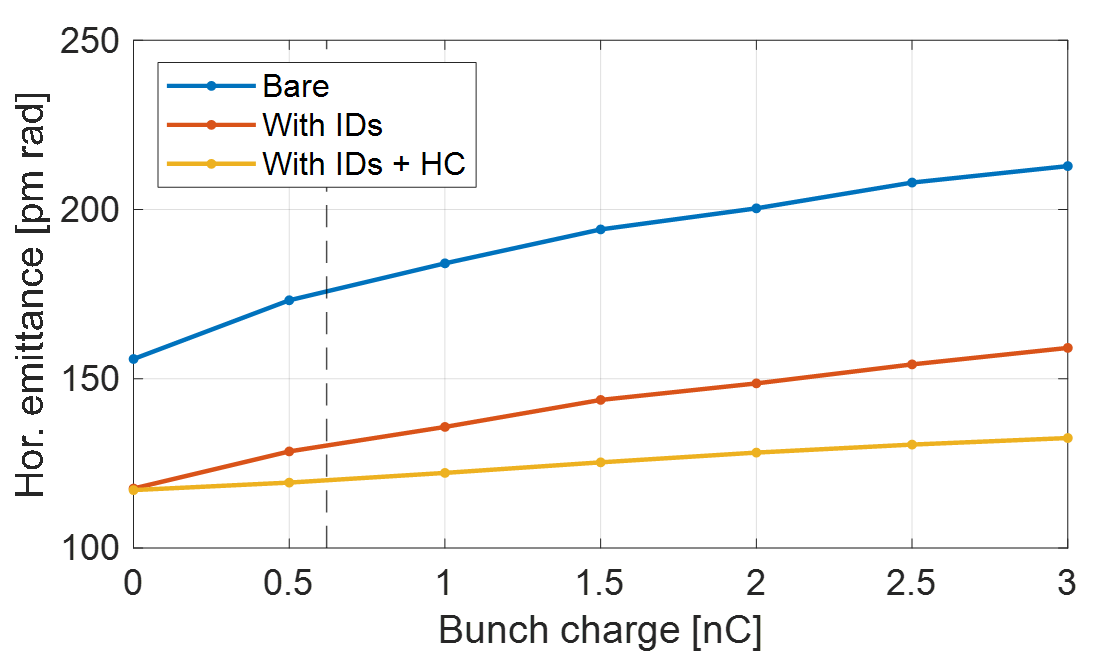 250
200
150
100
Hor. emittance [pm rad]
Bare
With IDs
With IDs + HC
0
0.5
1
1.5
2
2.5
3
Bunch charge [nC]